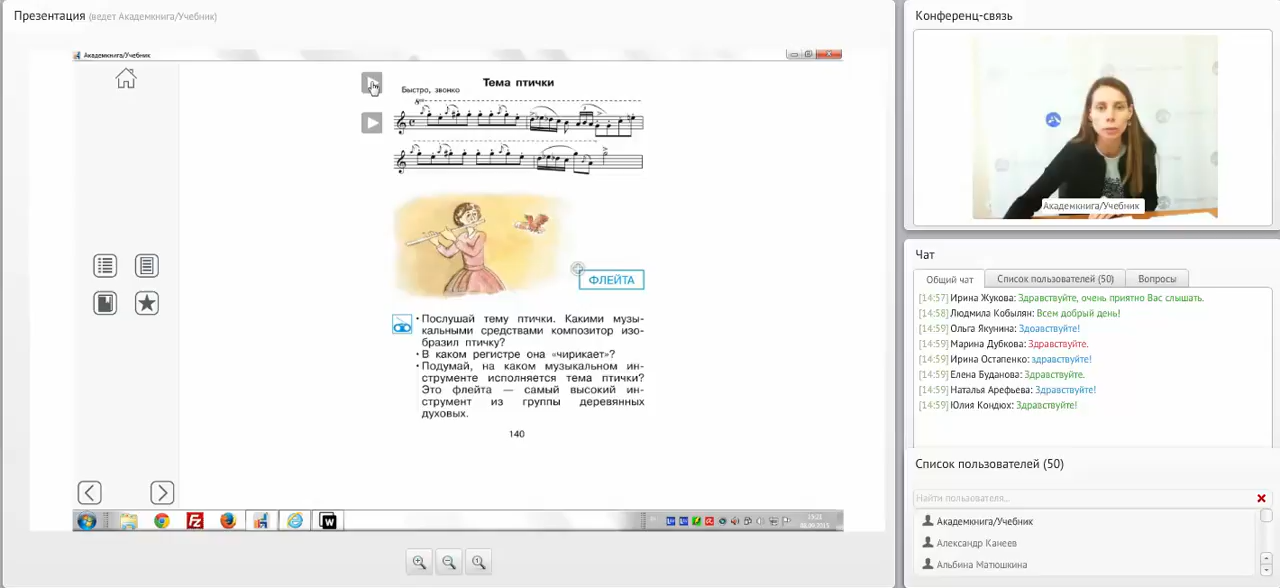 Презентация (ведет Академкнига/Учебник)
Академкнига/Учебник
Тема птички
Быстро, звонко
ФЛЕЙТА
• Послушай тему птички. Какими музы-
кальными средствами композитор изо-
бразил птичку?
• В каком регистре она «чирикает»?
• Подумай, на каком музыкальном ин-
струменте исполняется тема птички?
Это флейта — самый высокий ин-
струмент из группы деревянных
духовых.
140
Конференц-связь
Академкнига/Учебник
Чат
Общий чат
Список пользователей (50)
Вопросы
[14:57] Ирина Жукова: Здравствуйте, очень приятно Вас слышать.
[14:58] Людмила Кобылян: Всем добрый день!
[14:59] Ольга Якунина: Здоавствуйте!
[14:59] Марина Дубкова: Здравствуйте.
[14:59] Ирина Остапенко: здравствуйте!
[14:59] Елена Буданова: Здравствуйте.
[14:59] Наталья Арефьева: Здравствуйте!
[14:59] Юлия Кондюх: Здравствуйте!
Список пользователей (50)
Найти пользователя...
Академкнига/Учебник
Александр Канеев
Альбина Матюшкина